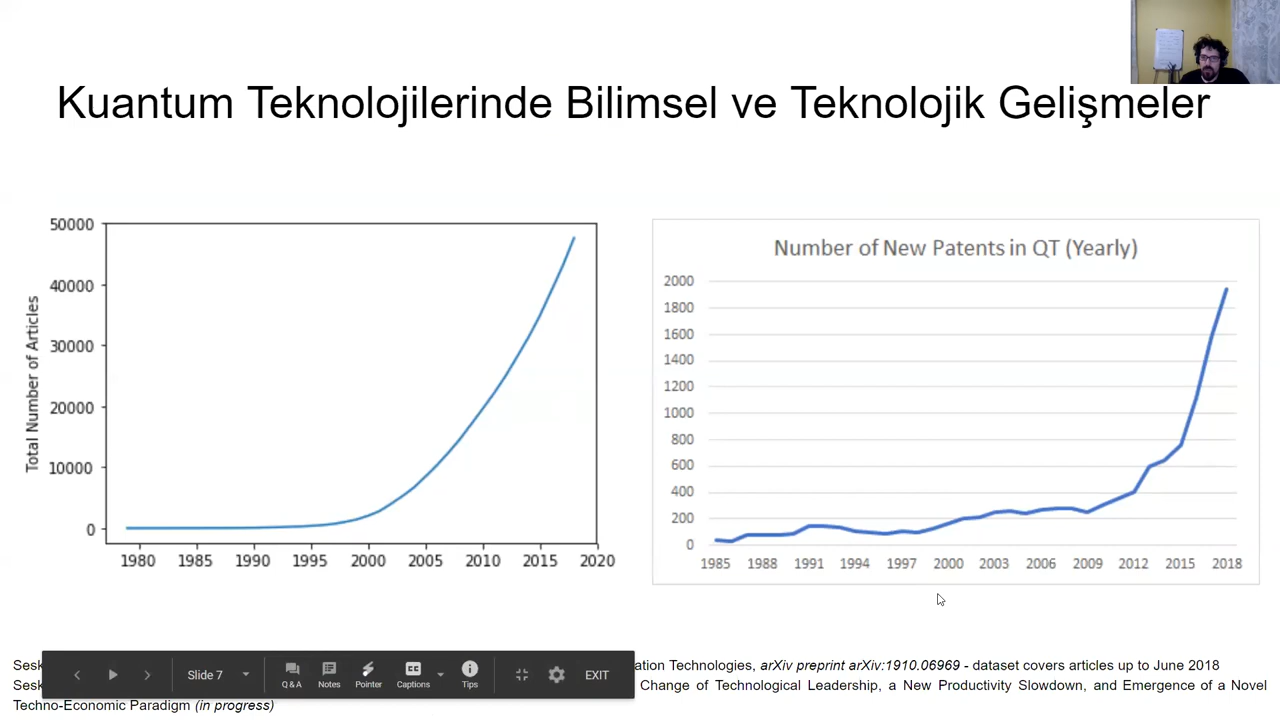 Kuantum Teknolojilerinde Bilimsel ve Teknolojik Gelişmeler
50000
40000
30000
20000
10000
0
Total Number of Articles
1980 1985 1990 1995 2000 2005 2010 2015 2020
Number of New Patents in QT (Yearly)
2000
1800
1600
1400
1200
1000
800
600
400
200
0
1985 1988 1991 1994 1997 2000 2003 2006 2009 2012 2015 2018
ation Technologies, arXiv preprint arXiv:1910.06969 - dataset covers articles up to June 2018
Change of Technological Leadership, a New Productivity Slowdown, and Emergence of a Novel
Techno-Economic Paradigm (in progress)
Slide 7
Q & A Notes Pointer Captions Tips
EXIT